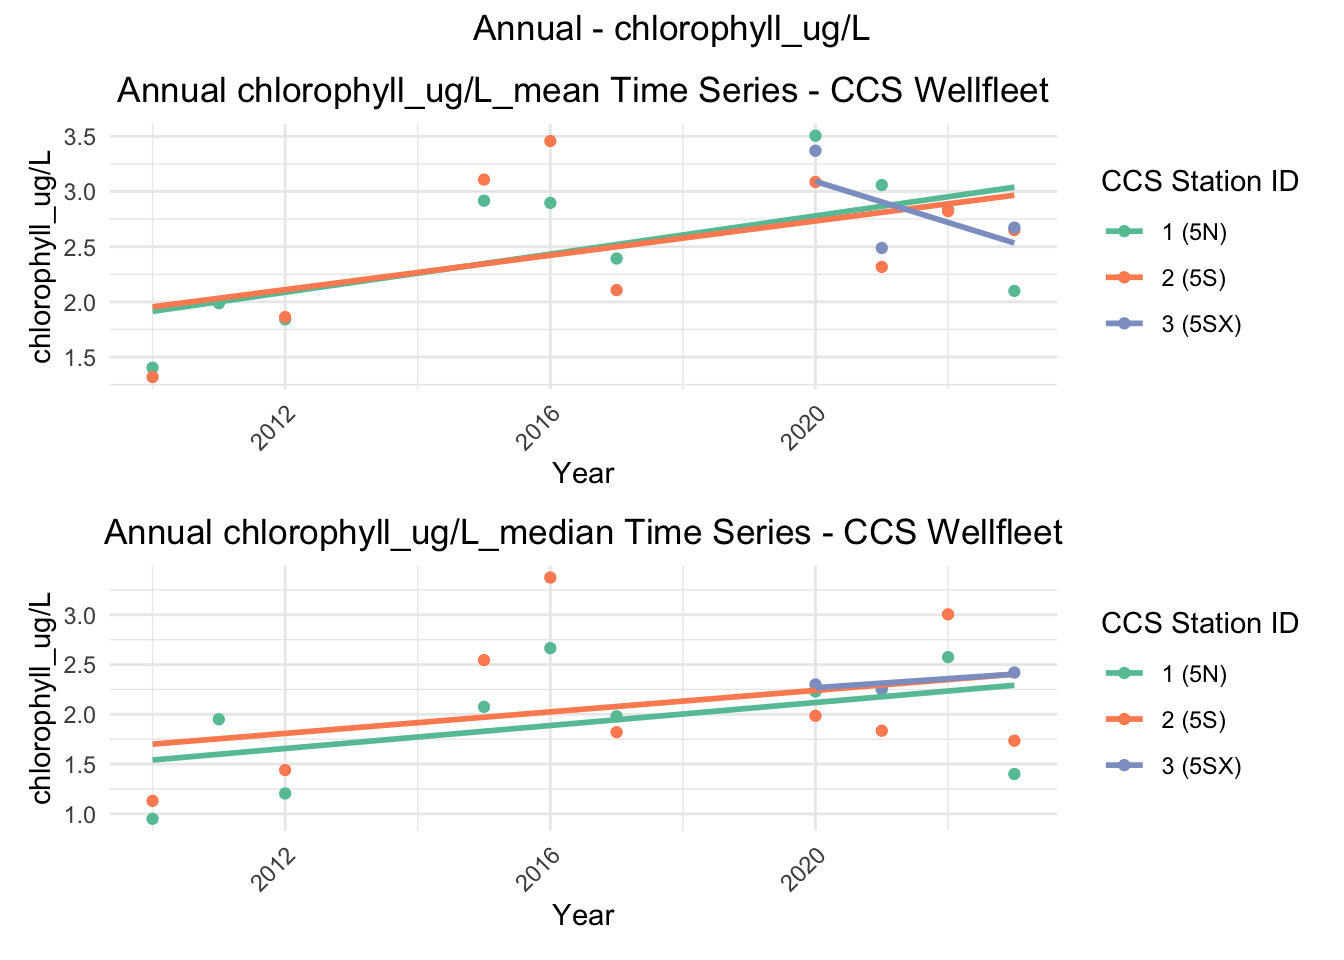 Annual - chlorophyll_ug/L
Annual chlorophyll_ug/L_mean Time Series - CCS Wellfleet
chlorophyll_ug/L
3.5
3.0
2.5
2.0
1.5
2012
2016
2020
Year
CCS Station ID
1 (5N)
2 (5S)
3 (5SX)
Annual chlorophyll_ug/L_median Time Series - CCS Wellfleet
chlorophyll_ug/L
3.0
2.5
2.0
1.5
1.0
2012
2016
2020
Year
CCS Station ID
1 (5N)
2 (5S)
3 (5SX)